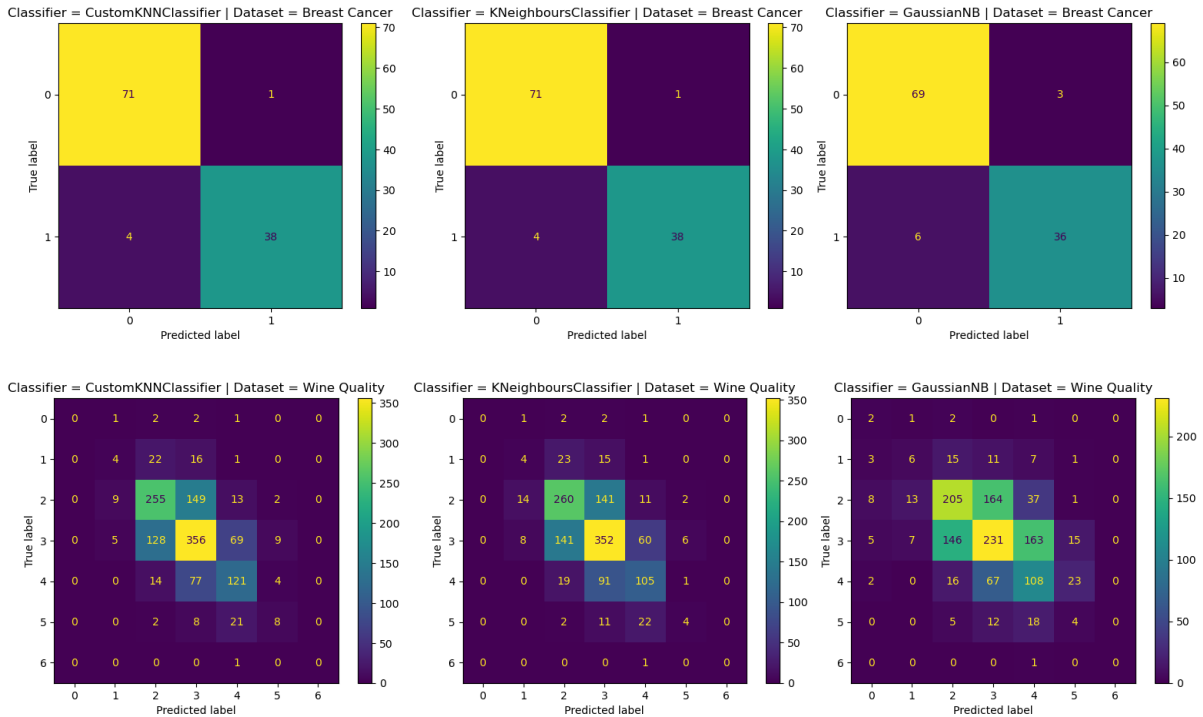 Classifier = CustomKNNClassifier | Dataset = Breast Cancer
0
1
True label
71 1
4 38
0 1
Predicted label
70
60
50
40
30
20
10
Classifier = KNeighboursClassifier | Dataset = Breast Cancer
0
1
True label
71 1
4 38
0 1
Predicted label
70
60
50
40
30
20
10
Classifier = GaussianNB | Dataset = Breast Cancer
0
1
True label
69 3
6 36
0 1
Predicted label
60
50
40
30
20
10
Classifier = CustomKNNClassifier | Dataset = Wine Quality
True label
0 0 1 2 2 1 0 0
1 0 4 22 16 1 0 0
2 0 9 255 149 13 2 0
3 0 5 128 356 69 9 0
4 0 0 14 77 121 4 0
5 0 0 2 8 21 8 0
6 0 0 0 0 1 0 0
0 1 2 3 4 5 6
Predicted label
350
300
250
200
150
100
50
0
Classifier = KNeighboursClassifier | Dataset = Wine Quality
True label
0 0 1 2 2 1 0 0
1 0 4 23 15 1 0 0
2 0 14 260 141 11 2 0
3 0 8 141 352 60 6 0
4 0 0 19 91 105 1 0
5 0 0 2 11 22 4 0
6 0 0 0 0 1 0 0
0 1 2 3 4 5 6
Predicted label
350
300
250
200
150
100
50
0
Classifier = GaussianNB | Dataset = Wine Quality
True label
0 2 1 2 0 1 0 0
1 3 6 15 11 7 1 0
2 8 13 205 164 37 1 0
3 5 7 146 231 163 15 0
4 2 0 16 67 108 23 0
5 0 0 5 12 18 4 0
6 0 0 0 0 1 0 0
0 1 2 3 4 5 6
Predicted label
200
150
100
50
0